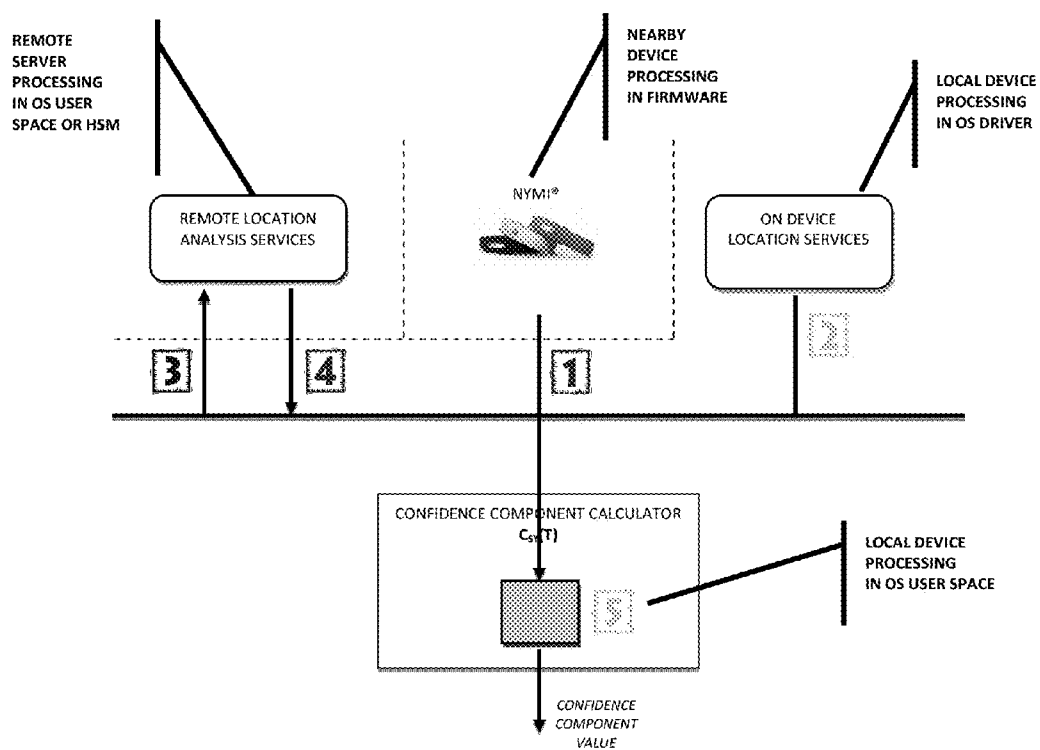 REMOTE
SERVER
PROCESSING
IN OS USER
SPACE OR HSM
NEARBY
DEVICE
PROCESSING
IN FIRMWARE
LOCAL DEVICE
PROCESSING
IN OS DRIVER
REMOTE LOCATION
ANALYSIS SERVICES
NYMI®
ON DEVICE
LOCATION SERVICES
3
4
1
2
CONFIDENCE COMPONENT CALCULATOR
5
LOCAL DEVICE
PROCESSING
IN OS USER SPACE
CONFIDENCE
COMPONENT
VALUE